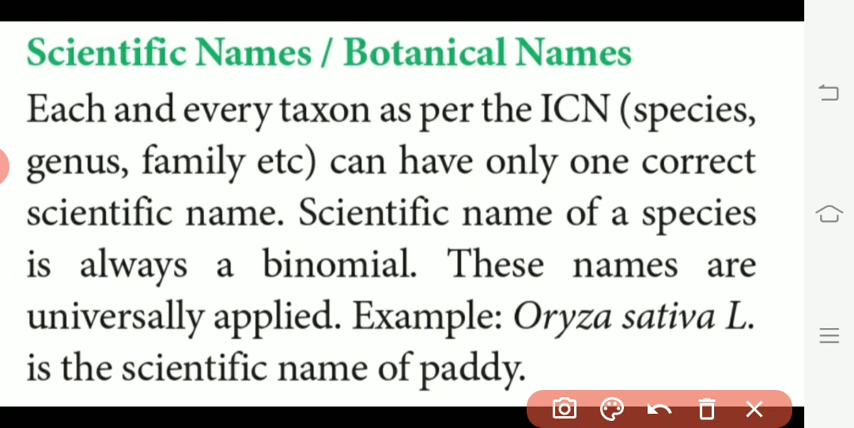 Scientific Names / Botanical Names
Each and every taxon as per the ICN (species,
genus, family etc) can have only one correct
scientific name. Scientific name of a species
is always a binomial. These names are
universally applied. Example: Oryza sativa L.
is the scientific name of paddy.